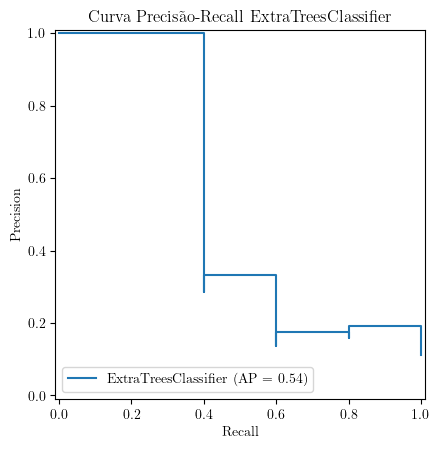 Curva Precisão-Recall ExtraTreesClassifier
1.0
0.8
0.6
0.4
0.2
0.0
Precision
ExtraTreesClassifier (AP = 0.54)
0.0 0.2 0.4 0.6 0.8 1.0
Recall